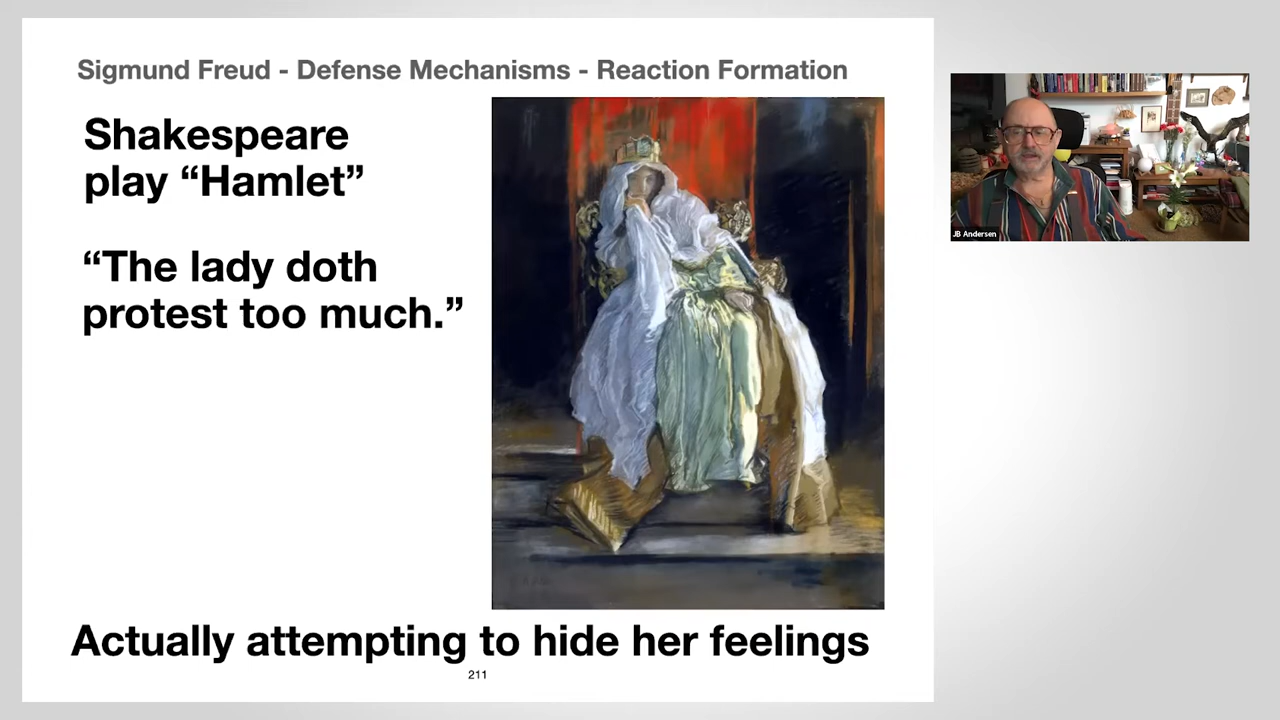 Sigmund Freud - Defense Mechanisms - Reaction Formation
Shakespeare
play “Hamlet”
“The lady doth
protest too much.”
Actually attempting to hide her feelings
211
JB Andersen